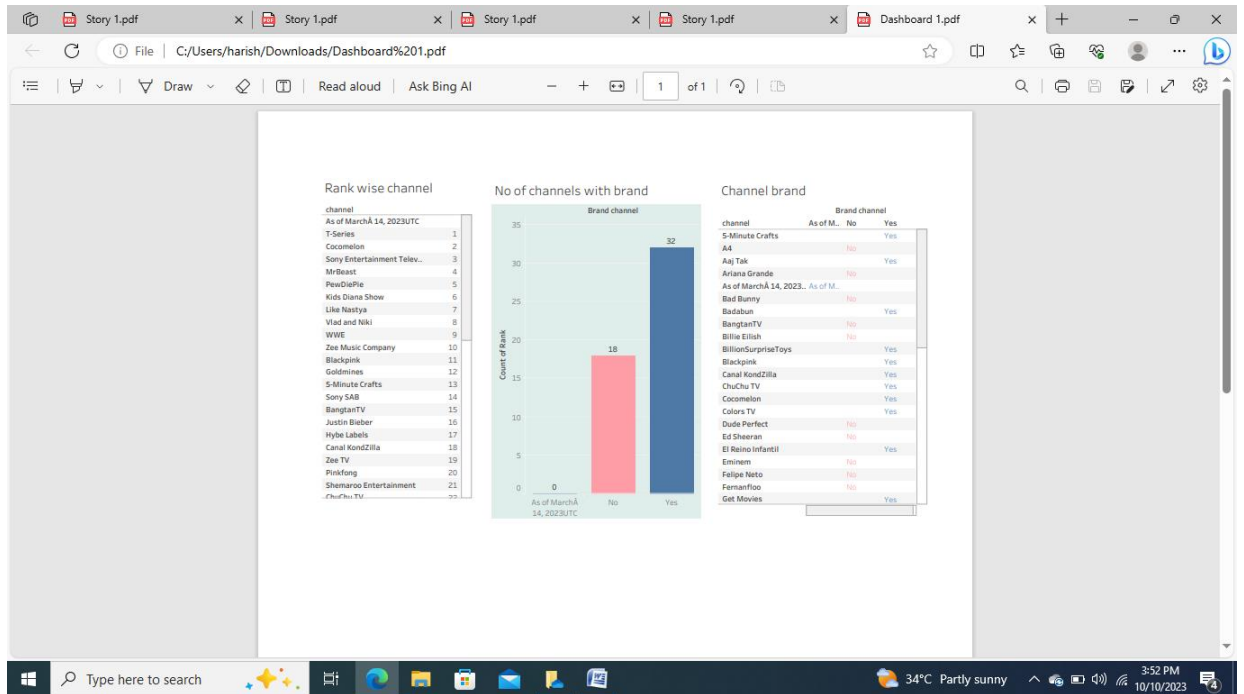 Story 1.pdf
Story 1.pdf
Story 1.pdf
Story 1.pdf
Dashboard 1.pdf
File C:/Users/harish/Downloads/Dashboard%201.pdf
Draw Read aloud Ask Bing AI 1 of 1
Rank wise channel
channel
As of MarchÂ 14, 2023UTC
T-Series 1
Cocomelon 2
Sony Entertainment Telev.. 3
MrBeast 4
PewDiePie 5
Kids Diana Show 6
Like Nastya 7
Vlad and Niki 8
WWE 9
Zee Music Company 10
Blackpink 11
Goldmines 12
5-Minute Crafts 13
Sony SAB 14
BangtanTV 15
Justin Bieber 16
Hybe Labels 17
Canal KondZilla 18
Zee TV 19
Pinkfong 20
Shemaroo Entertainment 21
ChuChu TV 22
No of channels with brand
Brand channel
Count of Rank
35
30
25
20
15
10
5
0
0
18
32
As of MarchÂ
14, 2023UTC
No
Yes
Channel brand
Brand channel
channel As of M.. No Yes
5-Minute Crafts Yes
A4 No
Aaj Tak Yes
Ariana Grande No
As of MarchÂ 14, 2023.. As of M..
Bad Bunny No
Badabun Yes
BangtanTV No
Billie Eilish No
BillionSurpriseToys Yes
Blackpink Yes
Canal KondZilla Yes
ChuChu TV Yes
Cocomelon Yes
Colors TV Yes
Dude Perfect No
Ed Sheeran No
El Reino Infantil Yes
Eminem No
Felipe Neto No
Fernanfloo No
Get Movies Yes
Type here to search
34°C Partly sunny
3:52 PM
10/10/2023
4